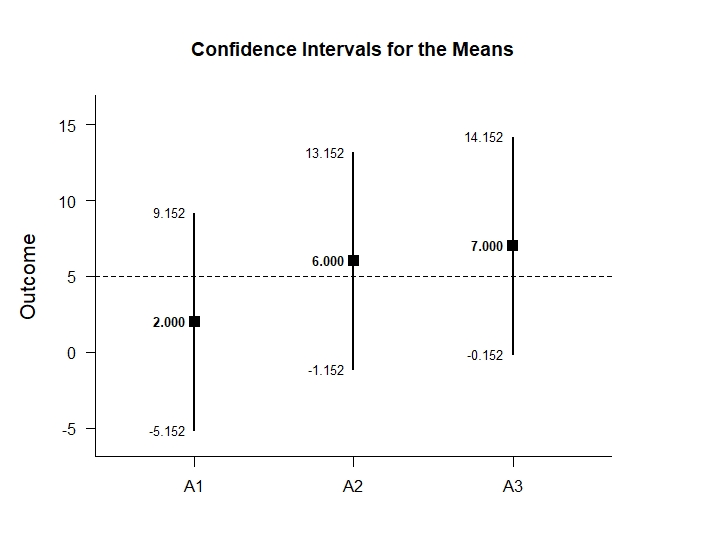 Confidence Intervals for the Means
Outcome
15
10
5
0
-5
9.152
2.000
-5.152
13.152
6.000
-1.152
14.152
7.000
-0.152
A1
A2
A3